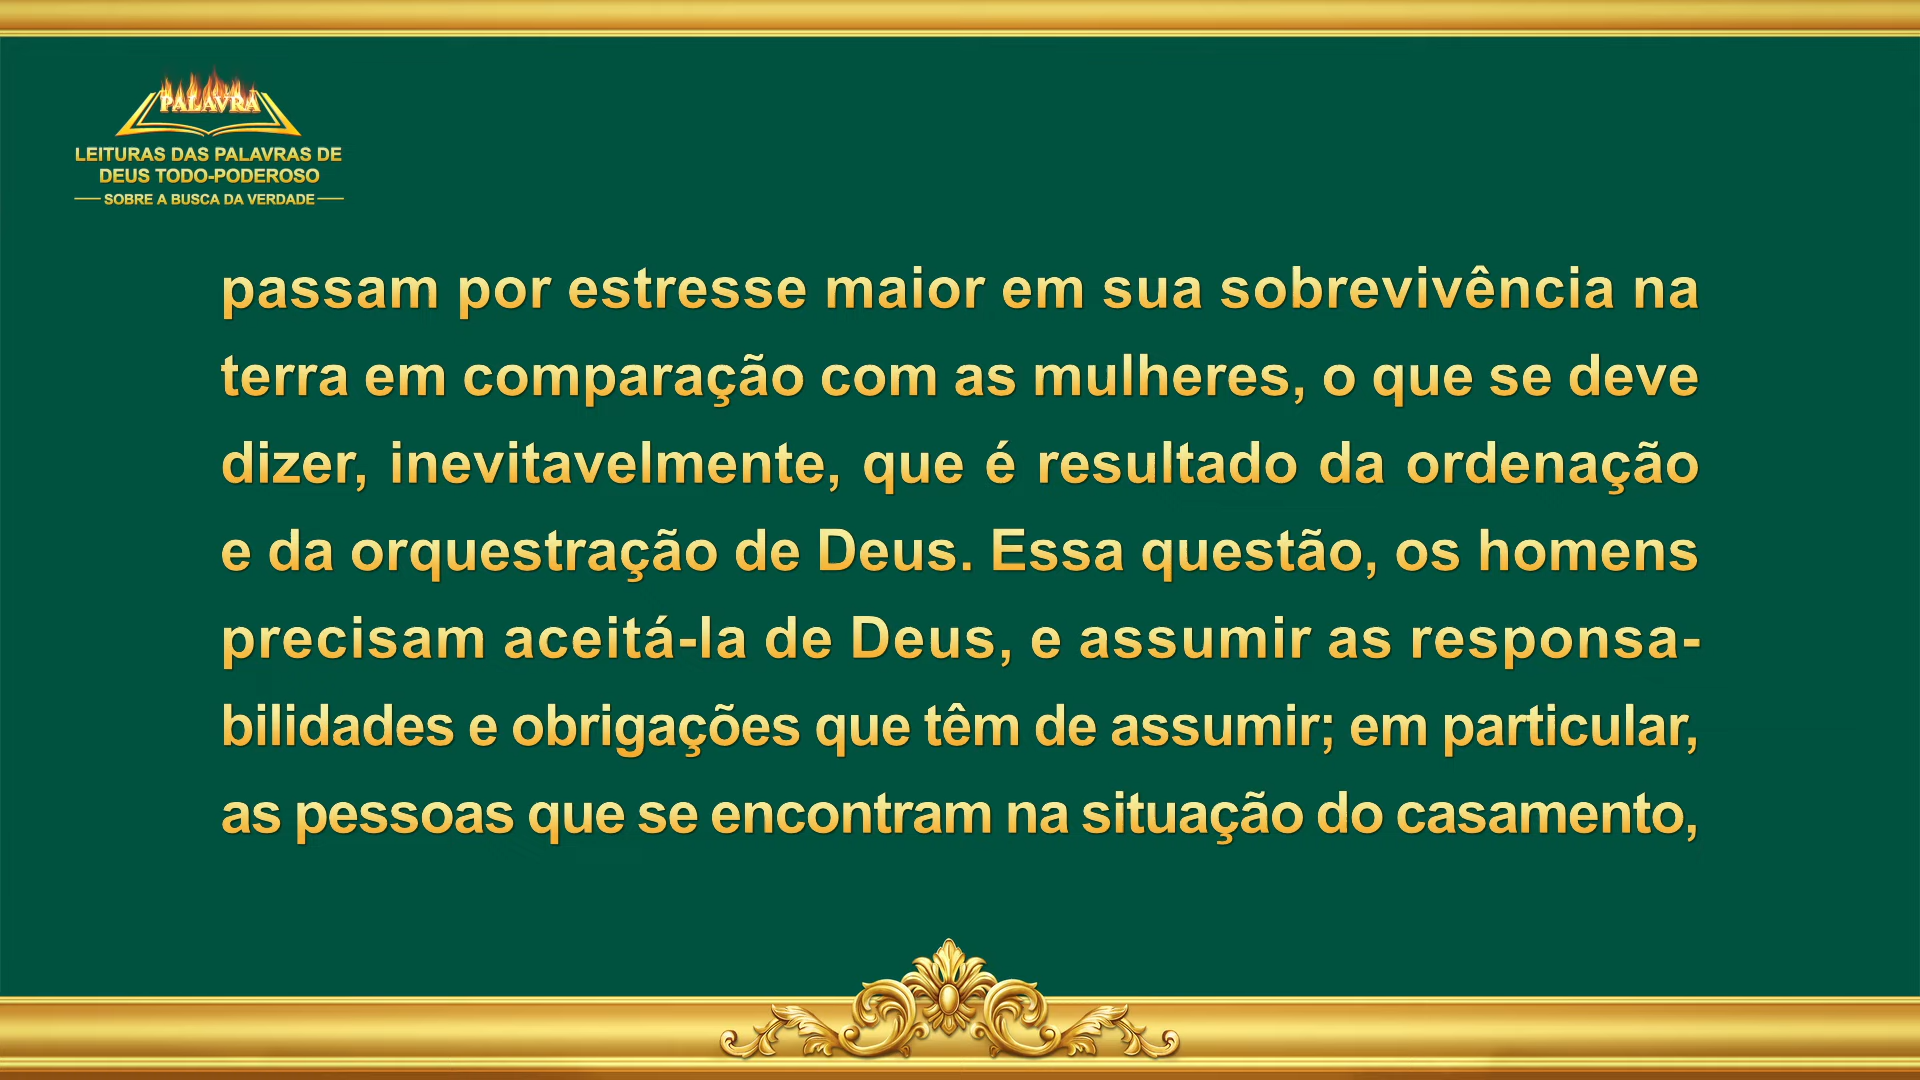 PALAVRA
LEITURAS DAS PALAVRAS DE
DEUS TODO-PODEROSO
SOBRE A BUSCA DA VERDADE
passam por estresse maior em sua sobrevivência na
terra em comparação com as mulheres, o que se deve
dizer, inevitavelmente, que é resultado da ordenação
e da orquestração de Deus. Essa questão, os homens
precisam aceitá-la de Deus, e assumir as responsa-
bilidades e obrigações que têm de assumir; em particular,
as pessoas que se encontram na situação do casamento,